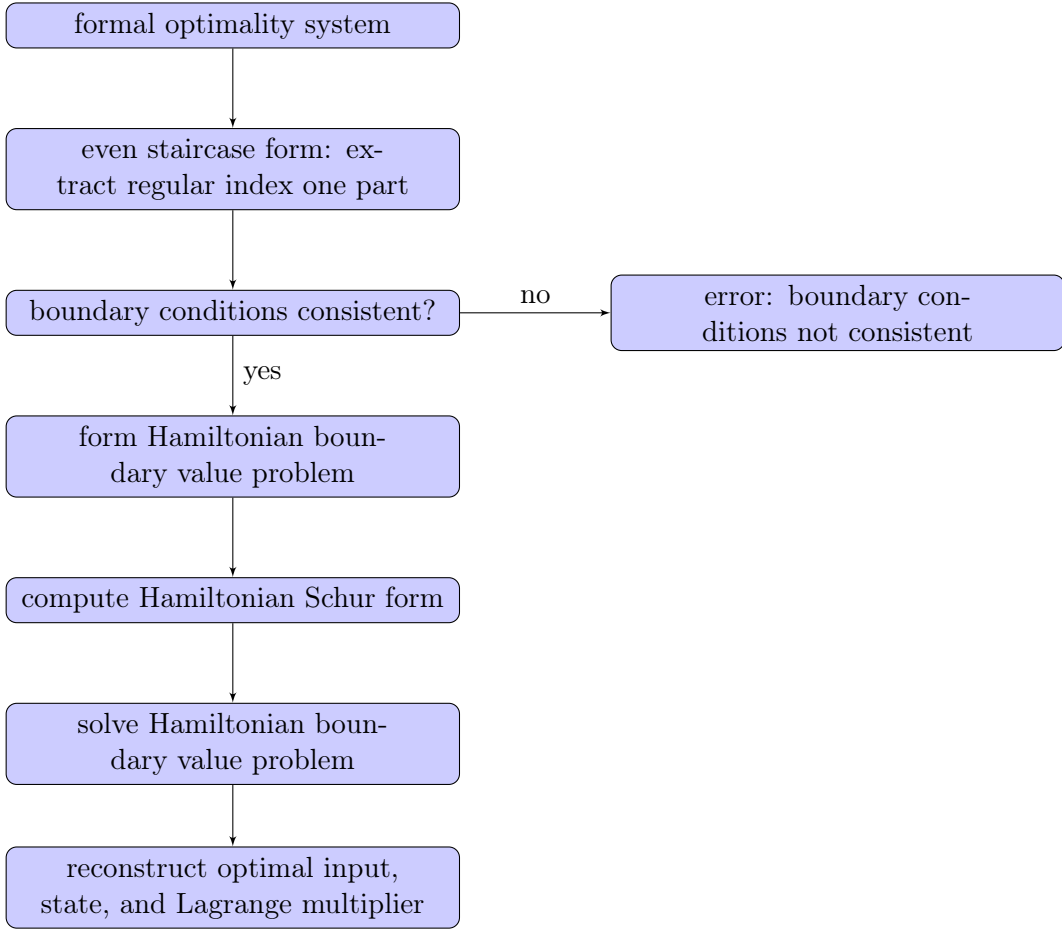 formal optimality system
even staircase form: ex-
tract regular index one part
boundary conditions consistent?
no
error: boundary con-
ditions not consistent
yes
form Hamiltonian boun-
dary value problem
compute Hamiltonian Schur form
solve Hamiltonian boun-
dary value problem
reconstruct optimal input,
state, and Lagrange multiplier